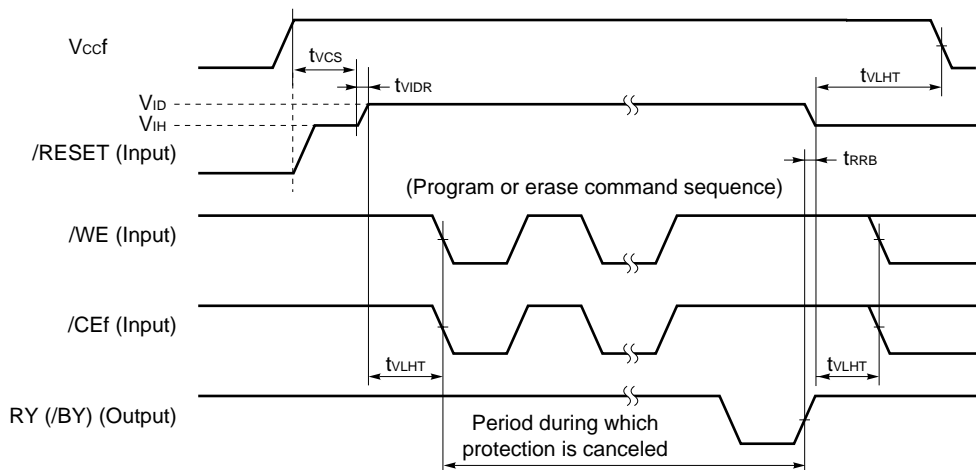 VCCf
tVCS
tVIDR
tVLHT
VID
VIH
/RESET (Input)
tRRB
(Program or erase command sequence)
/WE (Input)
/CEf (Input)
tVLHT
tVLHT
RY (/BY) (Output)
Period during which
protection is canceled